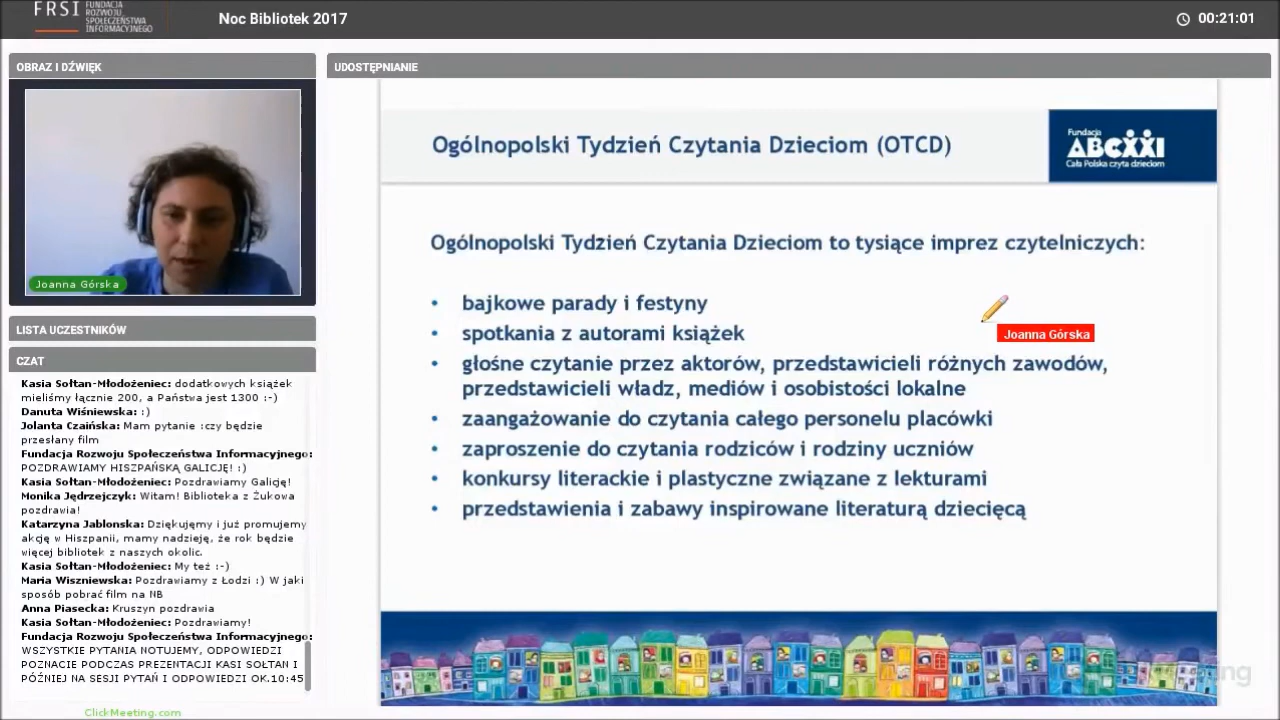 FRSI FUNDACJA
ROZWOJU
SPOŁECZEŃSTWA
INFORMACYJNEGO
Noc Bibliotek 2017
00:21:01
OBRAZ I DŹWIĘK
UDOSTĘPNIANIE
Joanna Górska
LISTA UCZESTNIKÓW
CZAT
Kasia Sołtan-Młodożeniec: dodatkowych książek
mieliśmy łącznie 200, a Państwa jest 1300 :-)
Danuta Wiśniewska: :)
Jolanta Czaińska: Mam pytanie :czy będzie
przesłany film
Fundacja Rozwoju Społeczeństwa Informacyjnego:
POZDRAWIAMY HISZPAŃSKĄ GALICJĘ! :)
Kasia Sołtan-Młodożeniec: Pozdrawiamy Galicję!
Monika Jędrzejczyk: Witam! Biblioteka z Żukowa
pozdrawia!
Katarzyna Jablonska: Dziękujemy i już promujemy
akcję w Hiszpanii, mamy nadzieję, że rok będzie
więcej bibliotek z naszych okolic.
Kasia Sołtan-Młodożeniec: My też :-)
Maria Wiszniewska: Pozdrawiamy z Łodzi :) W jaki
sposób pobrać film na NB
Anna Piasecka: Kruszyn pozdrawia
Kasia Sołtan-Młodożeniec: Pozdrawiamy!
Fundacja Rozwoju Społeczeństwa Informacyjnego:
WSZYSTKIE PYTANIA NOTUJEMY, ODPOWIEDZI
POZNACIE PODCZAS PREZENTACJI KASI SOŁTAN I
PÓŹNIEJ NA SESJI PYTAŃ I ODPOWIEDZI OK.10:45
ClickMeeting.com
Ogólnopolski Tydzień Czytania Dzieciom (OTCD)
Fundacja
ABCXXI
Cała Polska czyta dzieciom
Ogólnopolski Tydzień Czytania Dzieciom to tysiące imprez czytelniczych:
• bajkowe parady i festyny
• spotkania z autorami książek
• głośne czytanie przez aktorów, przedstawicieli różnych zawodów,
przedstawicieli władz, mediów i osobistości lokalne
• zaangażowanie do czytania całego personelu placówki
• zaproszenie do czytania rodziców i rodziny uczniów
• konkursy literackie i plastyczne związane z lekturami
• przedstawienia i zabawy inspirowane literaturą dziecięcą
Joanna Górska